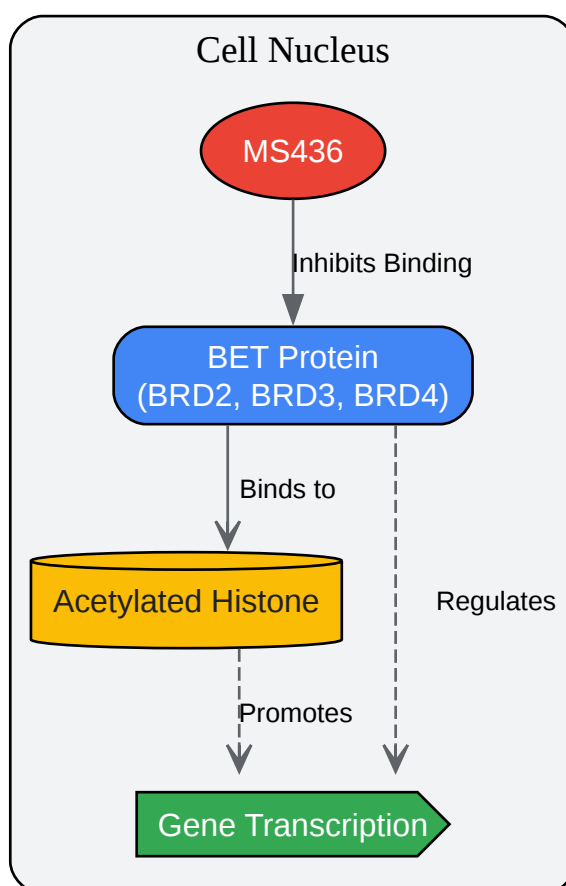 Cell Nucleus
MS436
Inhibits Binding
BET Protein
(BRD2, BRD3, BRD4)
Binds to
Acetylated Histone
Regulates
Promotes
Gene Transcription